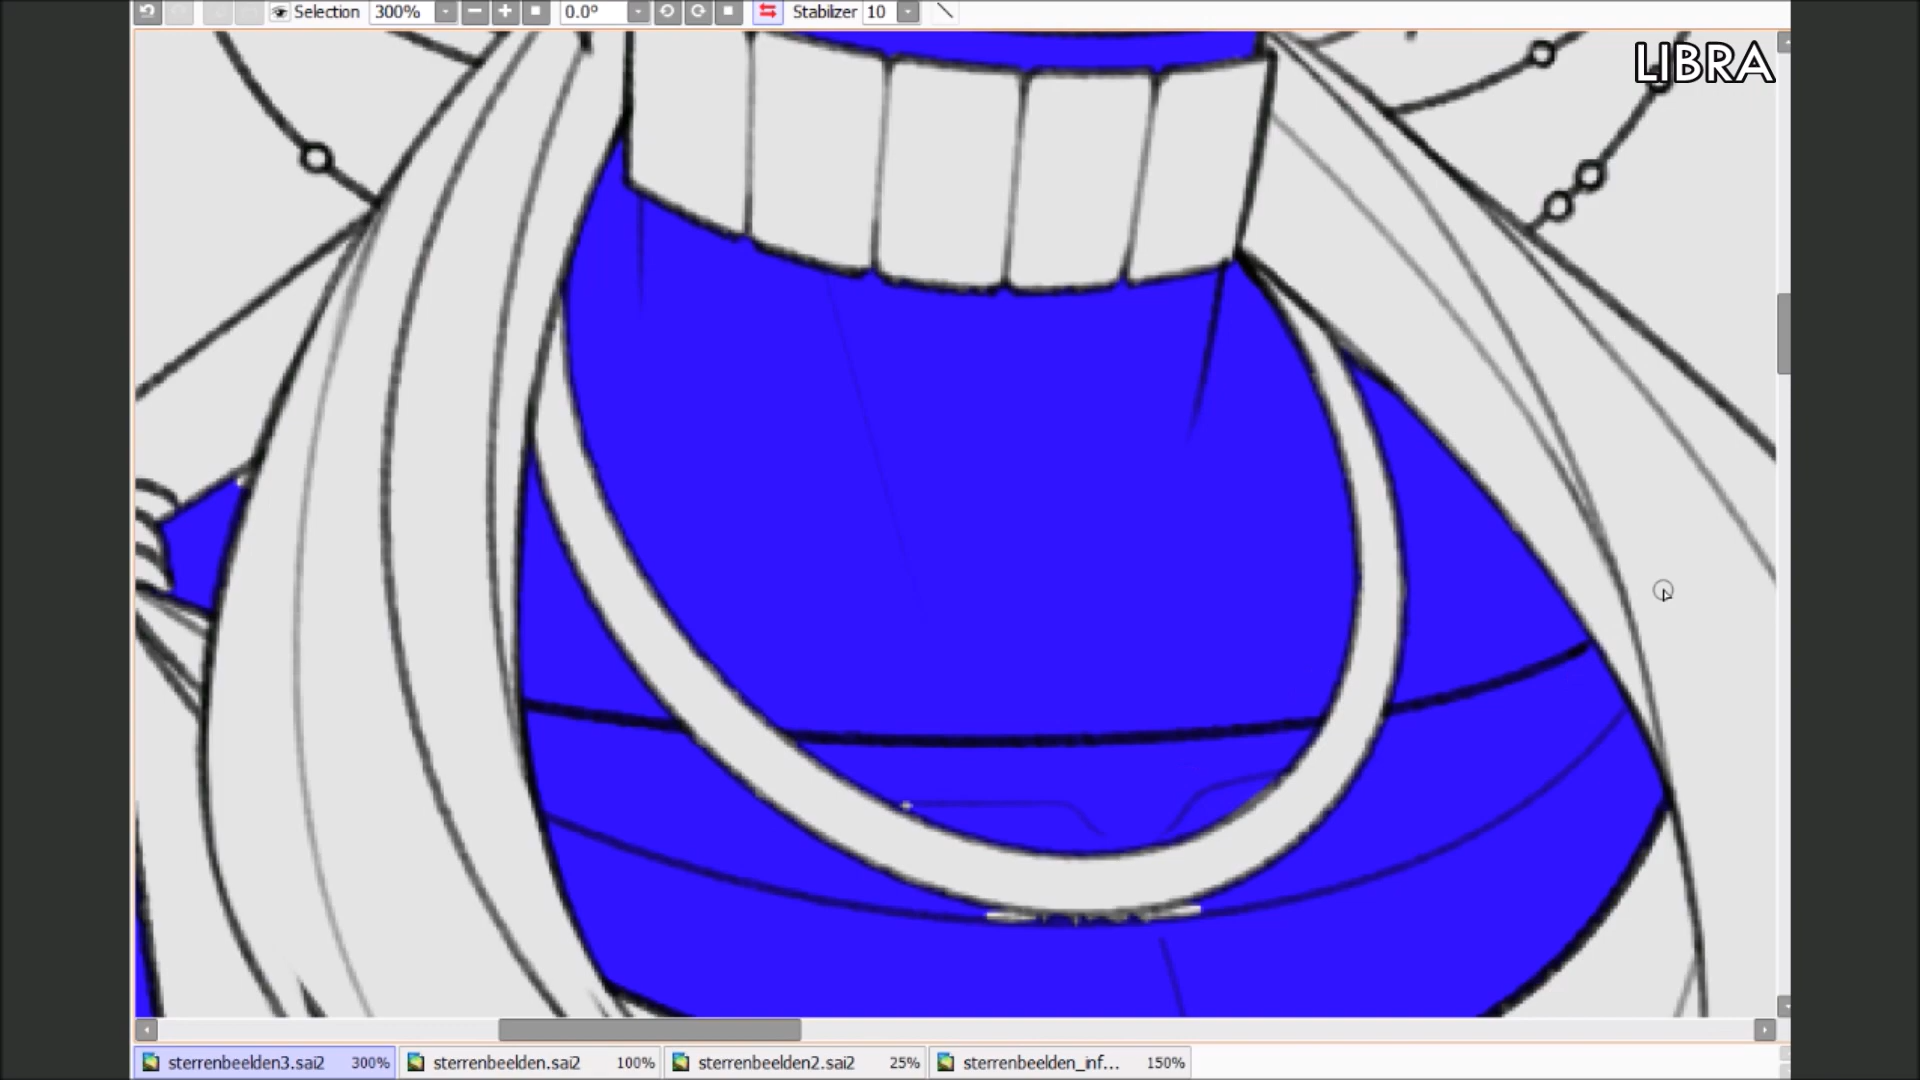 Selection 300% 0.0° Stabilizer 10
LIBRA
sterrenbeelden3.sai2 300% sterrenbeelden.sai2 100% sterrenbeelden2.sai2 25% sterrenbeelden_inf... 150%